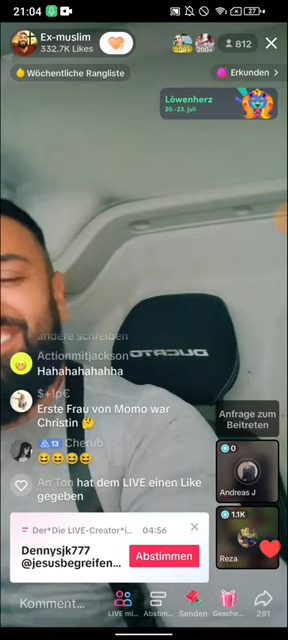 21:04
27
Ex-muslim
332.7K Likes
200+
200+
812
Wöchentliche Rangliste
Erkunden >
Löwenherz
20.-23. Juli
DUCATO
andere schreiben
Actionmitjackson
Hahahahahahha
$+!p€
Erste Frau von Momo war
Christin 🤔
13 Cherub
😆😆😆😆
An Ton hat dem LIVE einen Like
gegeben
Anfrage zum
Beitreten
0
Andreas J
1.1K
Reza
Der*Die LIVE-Creator*i... 04:56
Dennysjk777
@jesusbegreifen...
Abstimmen
Kommentar...
LIVE mi...
Abstim...
Senden
Gesche...
281